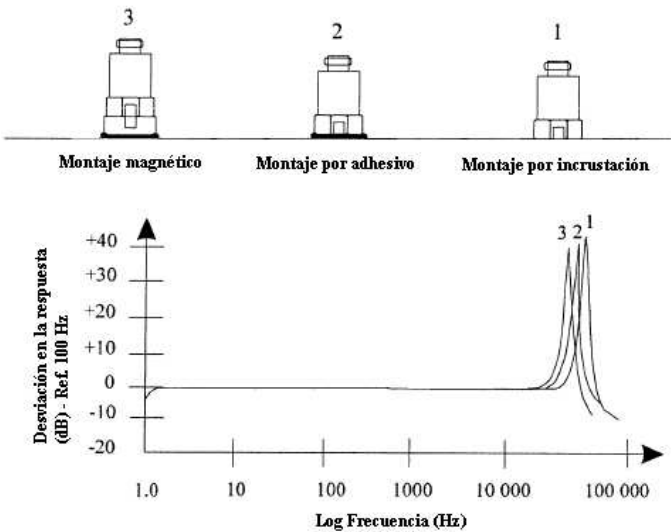 3
2
1
Montaje magnético
Montaje por adhesivo
Montaje por incrustación
Desviación en la respuesta
(dB) - Ref. 100 Hz
+40
+30
+20
+10
0
-10
-20
3 2 1
1.0
10
100
1000
10 000
100 000
Log Frecuencia (Hz)